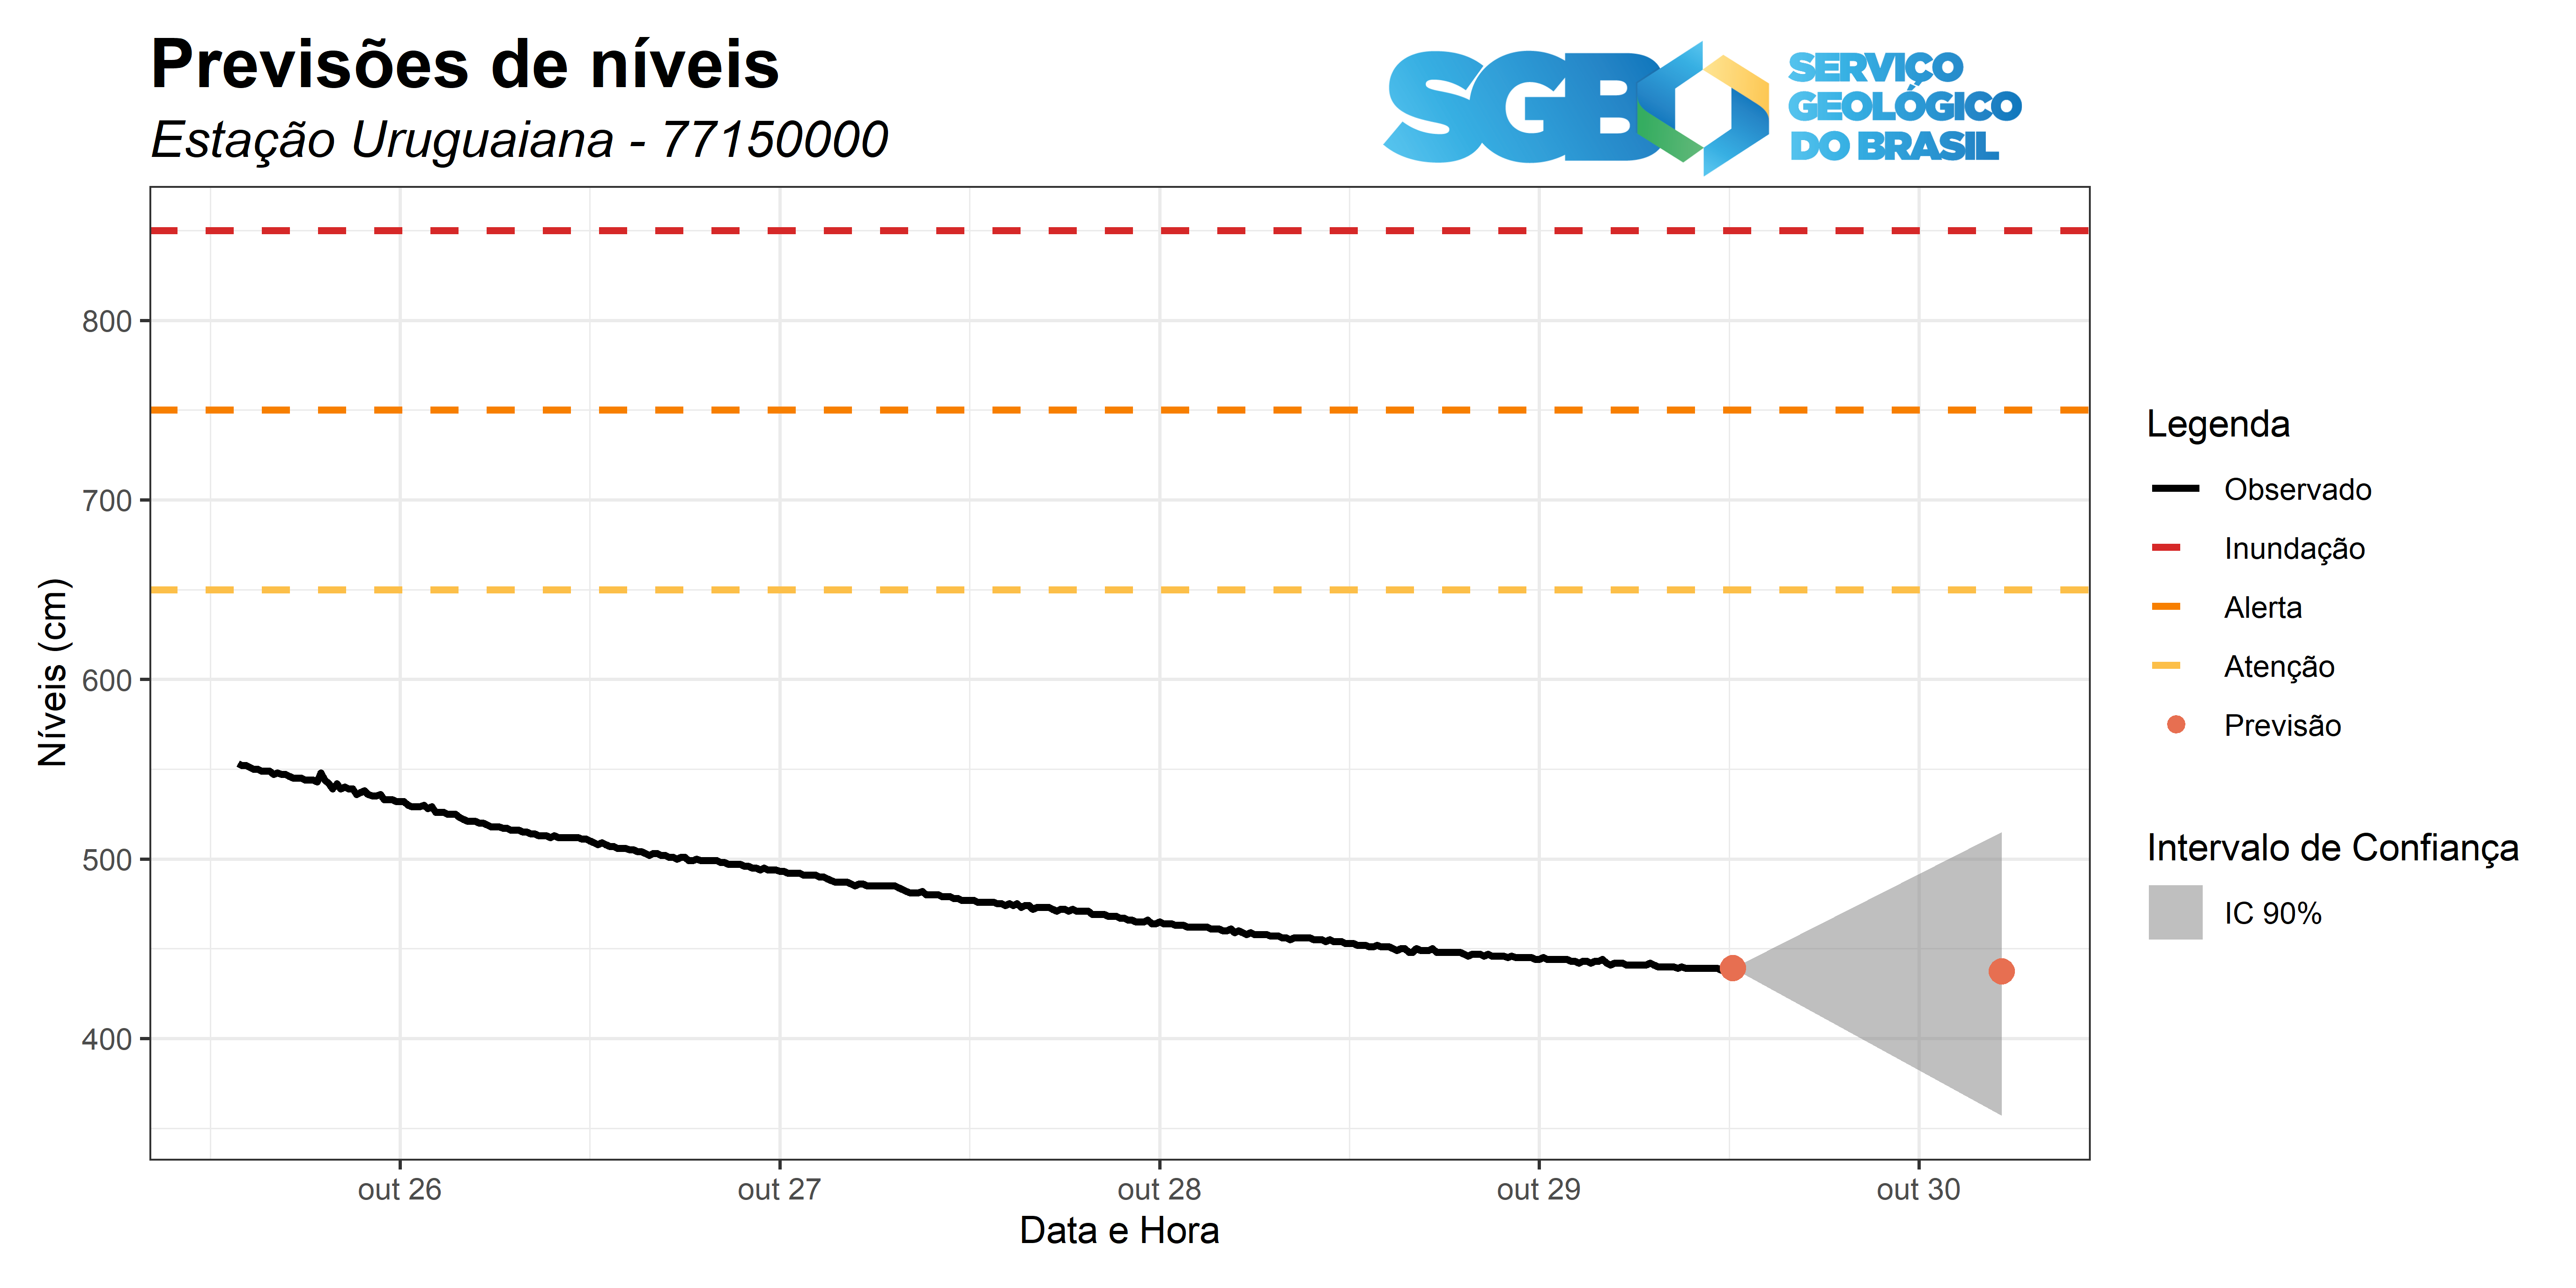 Previsões de níveis
Estação Uruguaiana - 77150000
SGB
SERVIÇO
GEOLÓGICO
DO BRASIL
800
700
600
500
400
Níveis (cm)
out 26
out 27
out 28
out 29
out 30
Data e Hora
Legenda
Observado
Inundação
Alerta
Atenção
Previsão
Intervalo de Confiança
IC 90%